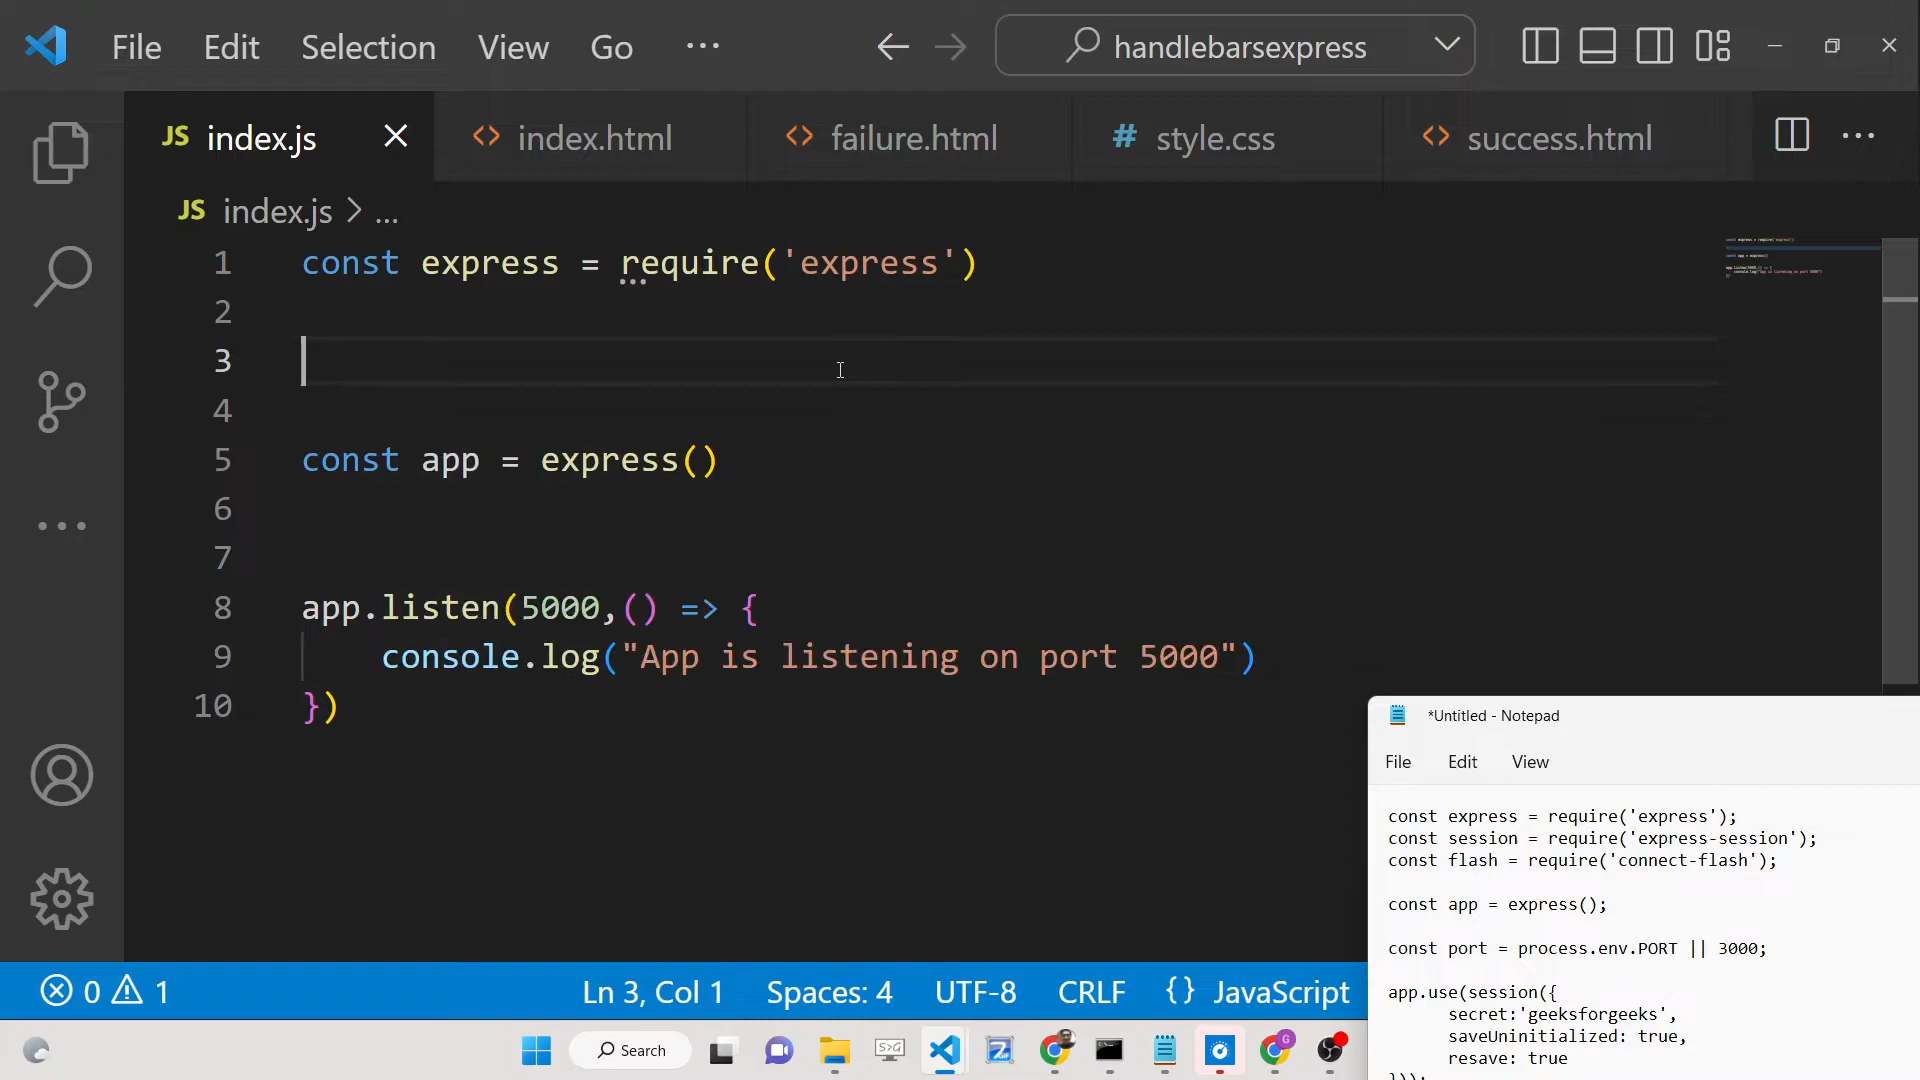 File Edit Selection View Go ... handlebarsexpress
JS index.js index.html failure.html # style.css success.html
JS index.js > ...
1 const express = require('express')
2
3
4
5 const app = express()
6
7
8 app.listen(5000,() => {
9 console.log("App is listening on port 5000")
10 })
*Untitled - Notepad
File Edit View
const express = require('express');
const session = require('express-session');
const flash = require('connect-flash');
const app = express();
const port = process.env.PORT || 3000;
app.use(session({
secret:'geeksforgeeks',
saveUninitialized: true,
resave: true
}));
0 1 Ln 3, Col 1 Spaces: 4 UTF-8 CRLF {} JavaScript
Search